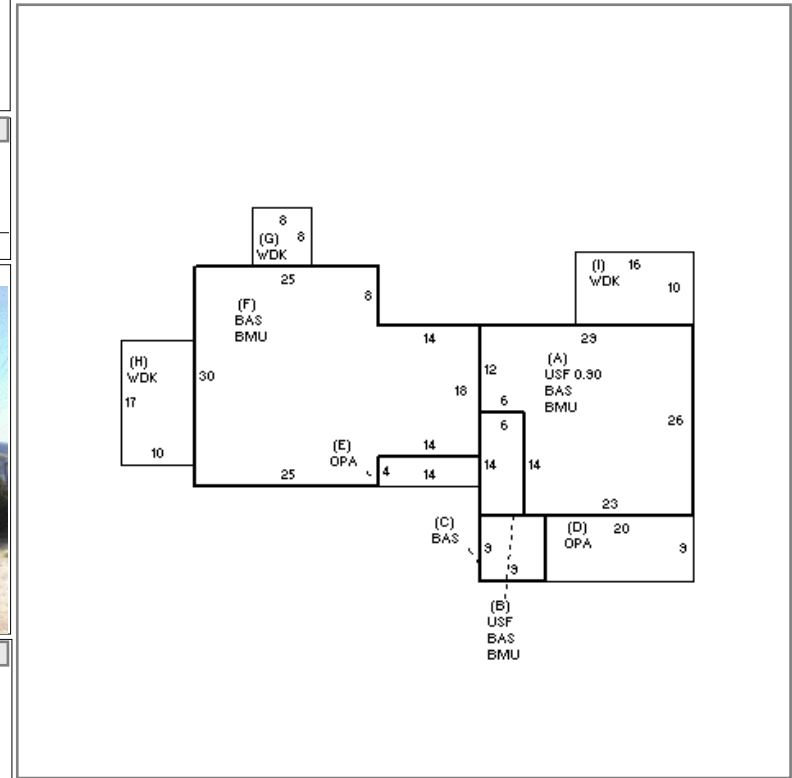 8
(G) 8
WDK
25
8
(F)
BAS
BMU
(I) 16
WDK
10
14
29
(H)
WDK
17
10
30
12
(A)
USF 0.90
BAS
BMU
18
6
6
26
(E)
OPA
14
4
14
14
14
25
23
(C)
BAS
9
9
(D) 20
OPA
9
(B)
USF
BAS
BMU